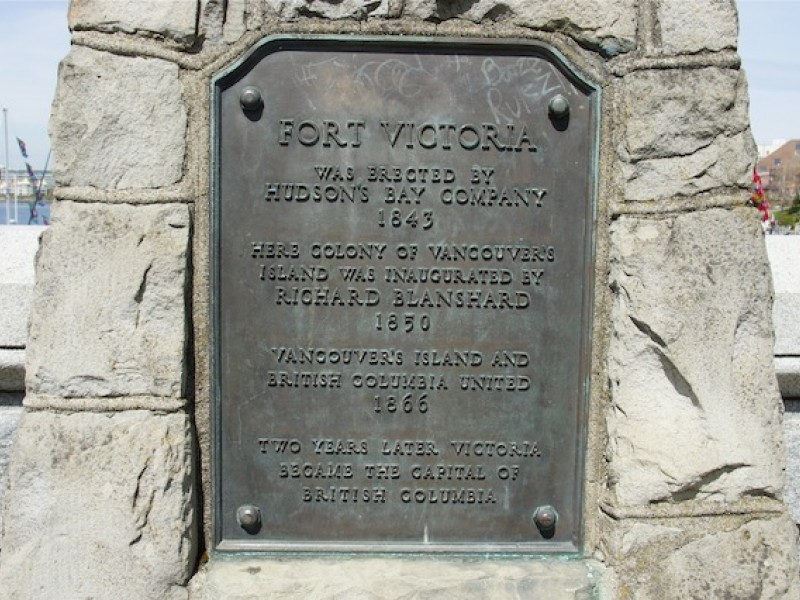 FORT VICTORIA
WAS ERECTED BY
HUDSON'S BAY COMPANY
1843
HERE COLONY OF VANCOUVER'S
ISLAND WAS INAUGURATED BY
RICHARD BLANSHARD
1850
VANCOUVER'S ISLAND AND
BRITISH COLUMBIA UNITED
1866
TWO YEARS LATER VICTORIA
BECAME THE CAPITAL OF
BRITISH COLUMBIA